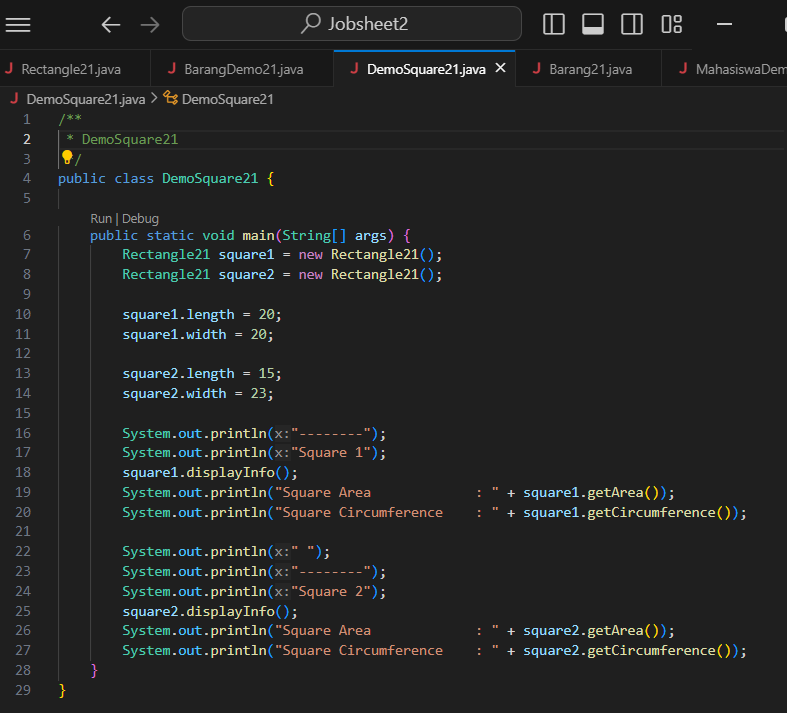 Jobsheet2
Rectangle21.java BarangDemo21.java DemoSquare21.java Barang21.java MahasiswaDem
DemoSquare21.java > DemoSquare21
1 /**
2  * DemoSquare21
3  */
4 public class DemoSquare21 {
5
Run | Debug
6     public static void main(String[] args) {
7         Rectangle21 square1 = new Rectangle21();
8         Rectangle21 square2 = new Rectangle21();
9
10         square1.length = 20;
11         square1.width = 20;
12
13         square2.length = 15;
14         square2.width = 23;
15
16         System.out.println(x:"--------");
17         System.out.println(x:"Square 1");
18         square1.displayInfo();
19         System.out.println("Square Area             : " + square1.getArea());
20         System.out.println("Square Circumference    : " + square1.getCircumference());
21
22         System.out.println(x:" ");
23         System.out.println(x:"--------");
24         System.out.println(x:"Square 2");
25         square2.displayInfo();
26         System.out.println("Square Area             : " + square2.getArea());
27         System.out.println("Square Circumference    : " + square2.getCircumference());
28     }
29 }